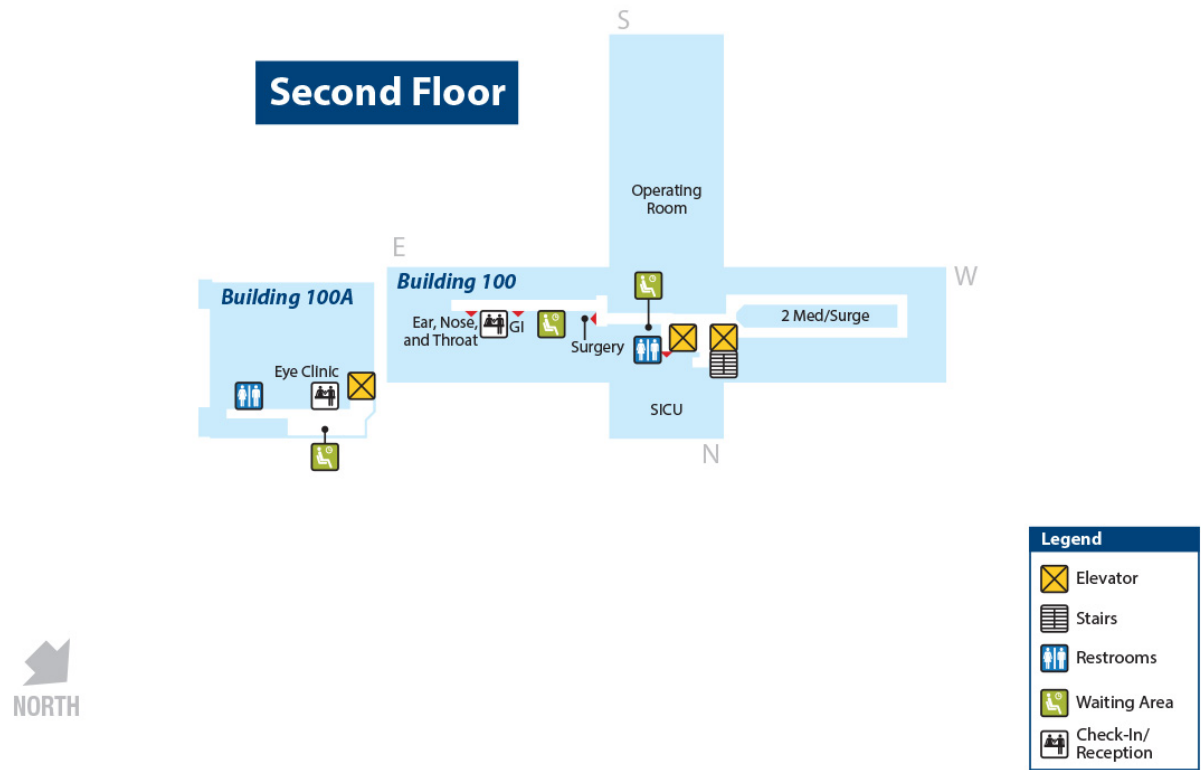 S
Second Floor
Operating
Room
E
W
Building 100
Building 100A
Ear, Nose,
and Throat
GI
Surgery
2 Med/Surge
Eye Clinic
SICU
N
Legend
Elevator
Stairs
Restrooms
Waiting Area
Check-In/
Reception
NORTH